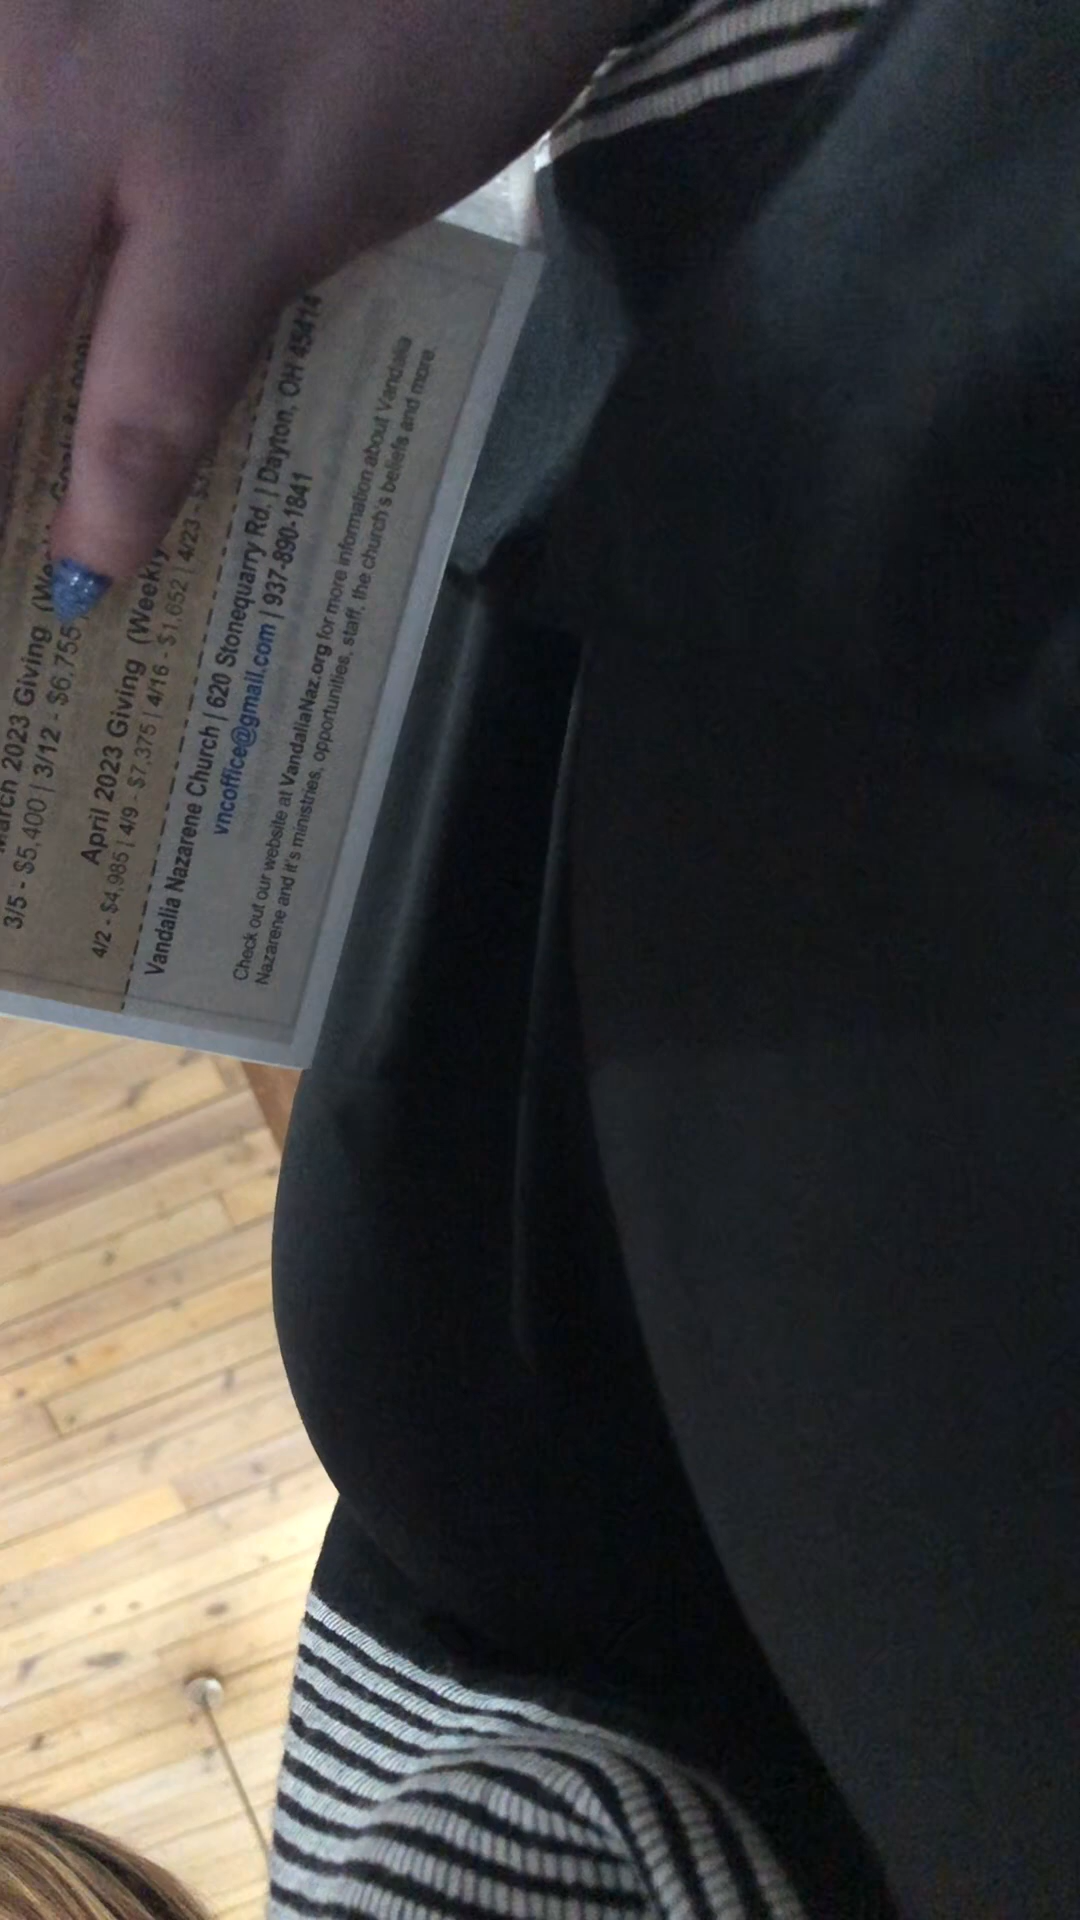 March 2023 Giving
3/5 - $5,400 | 3/12 - $6,755
April 2023 Giving (Weekly
4/2 - $4,985 | 4/9 - $7,375 | 4/16 - $1,652 | 4/23 -
Vandalia Nazarene Church | 620 Stonequarry Rd. | Dayton, OH 45414
vncoffice@gmail.com | 937-890-1841
Check out our website at VandaliaNaz.org for more information about Vandalia
Nazarene and it's ministries, opportunities, staff, the church's beliefs and more.